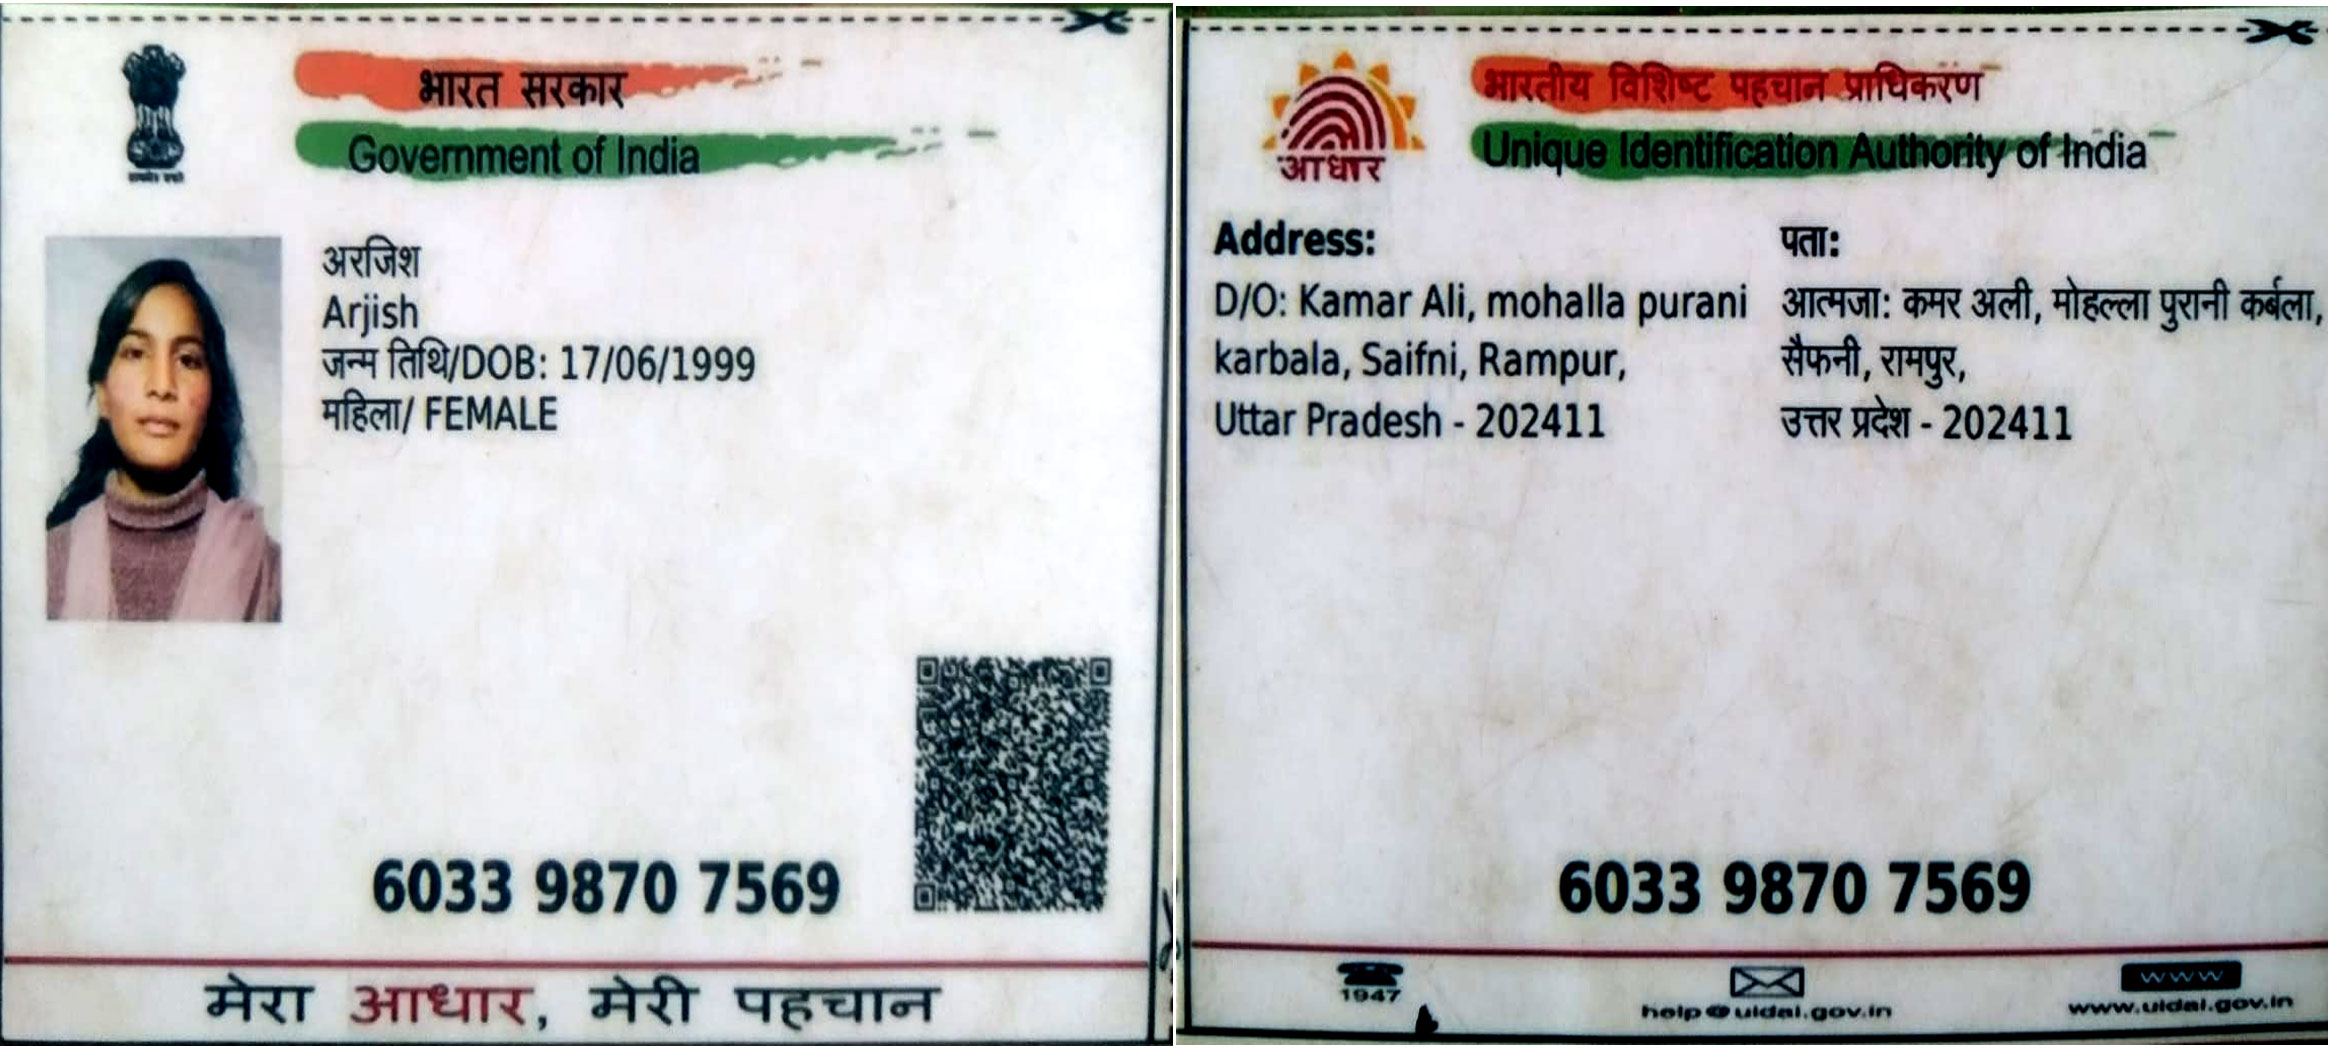 भारत सरकार
Government of India
अरजिश
Arjish
जन्म तिथि/DOB: 17/06/1999
महिला/ FEMALE
6033 9870 7569
मेरा आधार, मेरी पहचान
आधार
भारतीय विशिष्ट पहचान प्राधिकरण
Unique Identification Authority of India
Address:
D/O: Kamar Ali, mohalla purani
karbala, Saifni, Rampur,
Uttar Pradesh - 202411
पता:
आत्मजा: कमर अली, मोहल्ला पुरानी कर्बला,
सैफनी, रामपुर,
उत्तर प्रदेश - 202411
6033 9870 7569
1947
help@uidai.gov.in
www
www.uidai.gov.in